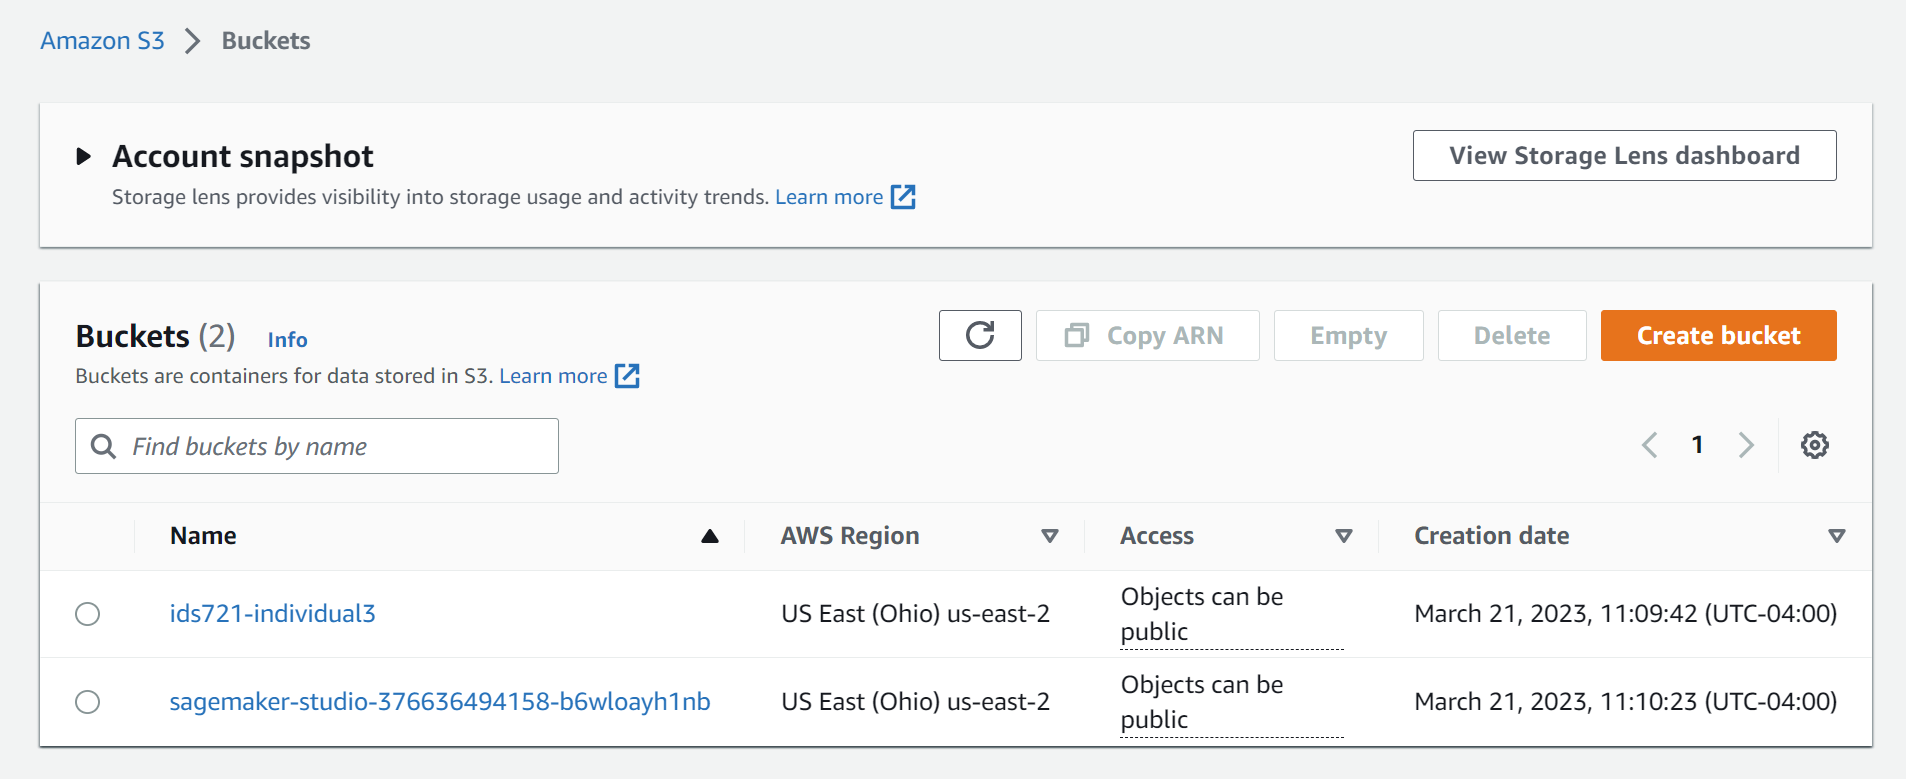 Amazon S3 Buckets
Account snapshot
View Storage Lens dashboard
Storage lens provides visibility into storage usage and activity trends. Learn more
Buckets (2) Info
Copy ARN Empty Delete Create bucket
Buckets are containers for data stored in S3. Learn more
Find buckets by name
1
Name AWS Region Access Creation date
ids721-individual3 US East (Ohio) us-east-2 Objects can be public March 21, 2023, 11:09:42 (UTC-04:00)
sagemaker-studio-376636494158-b6wloayh1nb US East (Ohio) us-east-2 Objects can be public March 21, 2023, 11:10:23 (UTC-04:00)